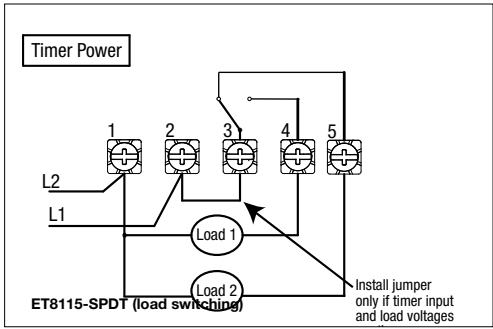 Timer Power
1 2 3 4 5
L2
L1
Load 1
Load 2
Install jumper
only if timer input
and load voltages
ET8115-SPDT (load switching)